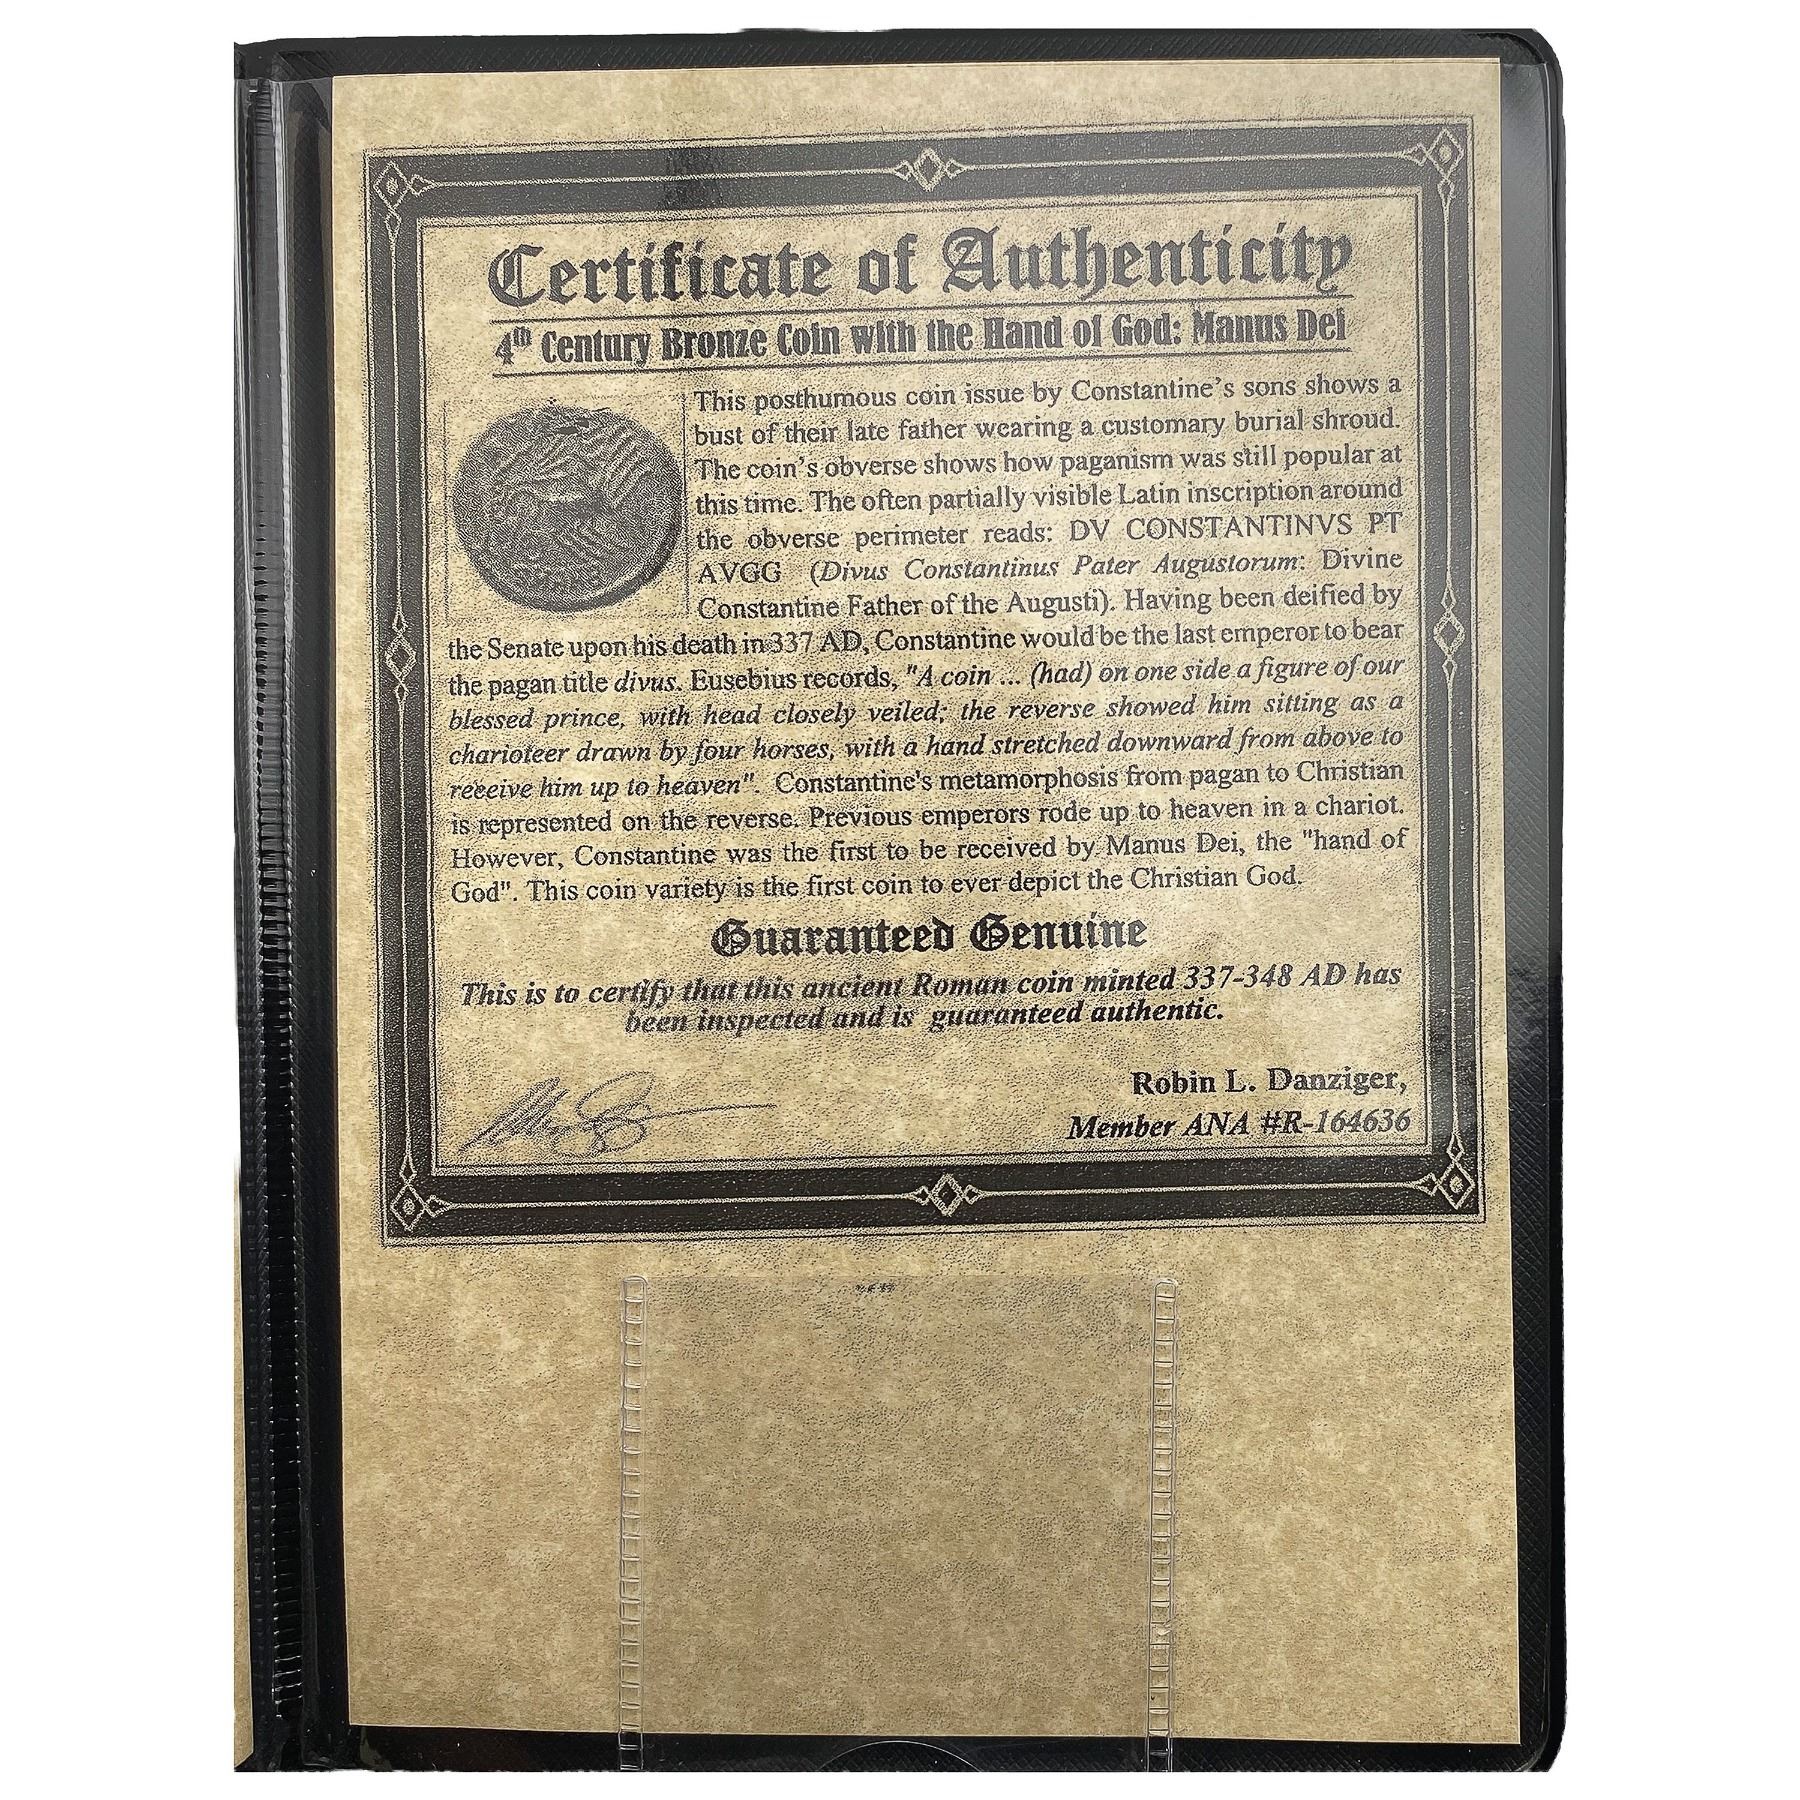 Certificate of Authenticity
4th Century Bronze Coin with the Hand of God: Manus Dei
This posthumous coin issue by Constantine's sons shows a
bust of their late father wearing a customary burial shroud.
The coin's obverse shows how paganism was still popular at
this time. The often partially visible Latin inscription around
the obverse perimeter reads: DV CONSTANTINVS PT
AVGG (Divus Constantinus Pater Augustorum: Divine
Constantine Father of the Augusti). Having been deified by
the Senate upon his death in 337 AD, Constantine would be the last emperor to bear
the pagan title divus. Eusebius records, "A coin ... (had) on one side a figure of our
blessed prince, with head closely veiled; the reverse showed him sitting as a
charioteer drawn by four horses, with a hand stretched downward from above to
receive him up to heaven". Constantine's metamorphosis from pagan to Christian
is represented on the reverse. Previous emperors rode up to heaven in a chariot.
However, Constantine was the first to be received by Manus Dei, the "hand of
God". This coin variety is the first coin to ever depict the Christian God.
Guaranteed Genuine
This is to certify that this ancient Roman coin minted 337-348 AD has
been inspected and is guaranteed authentic.
Robin L. Danziger,
Member ANA #R-164636